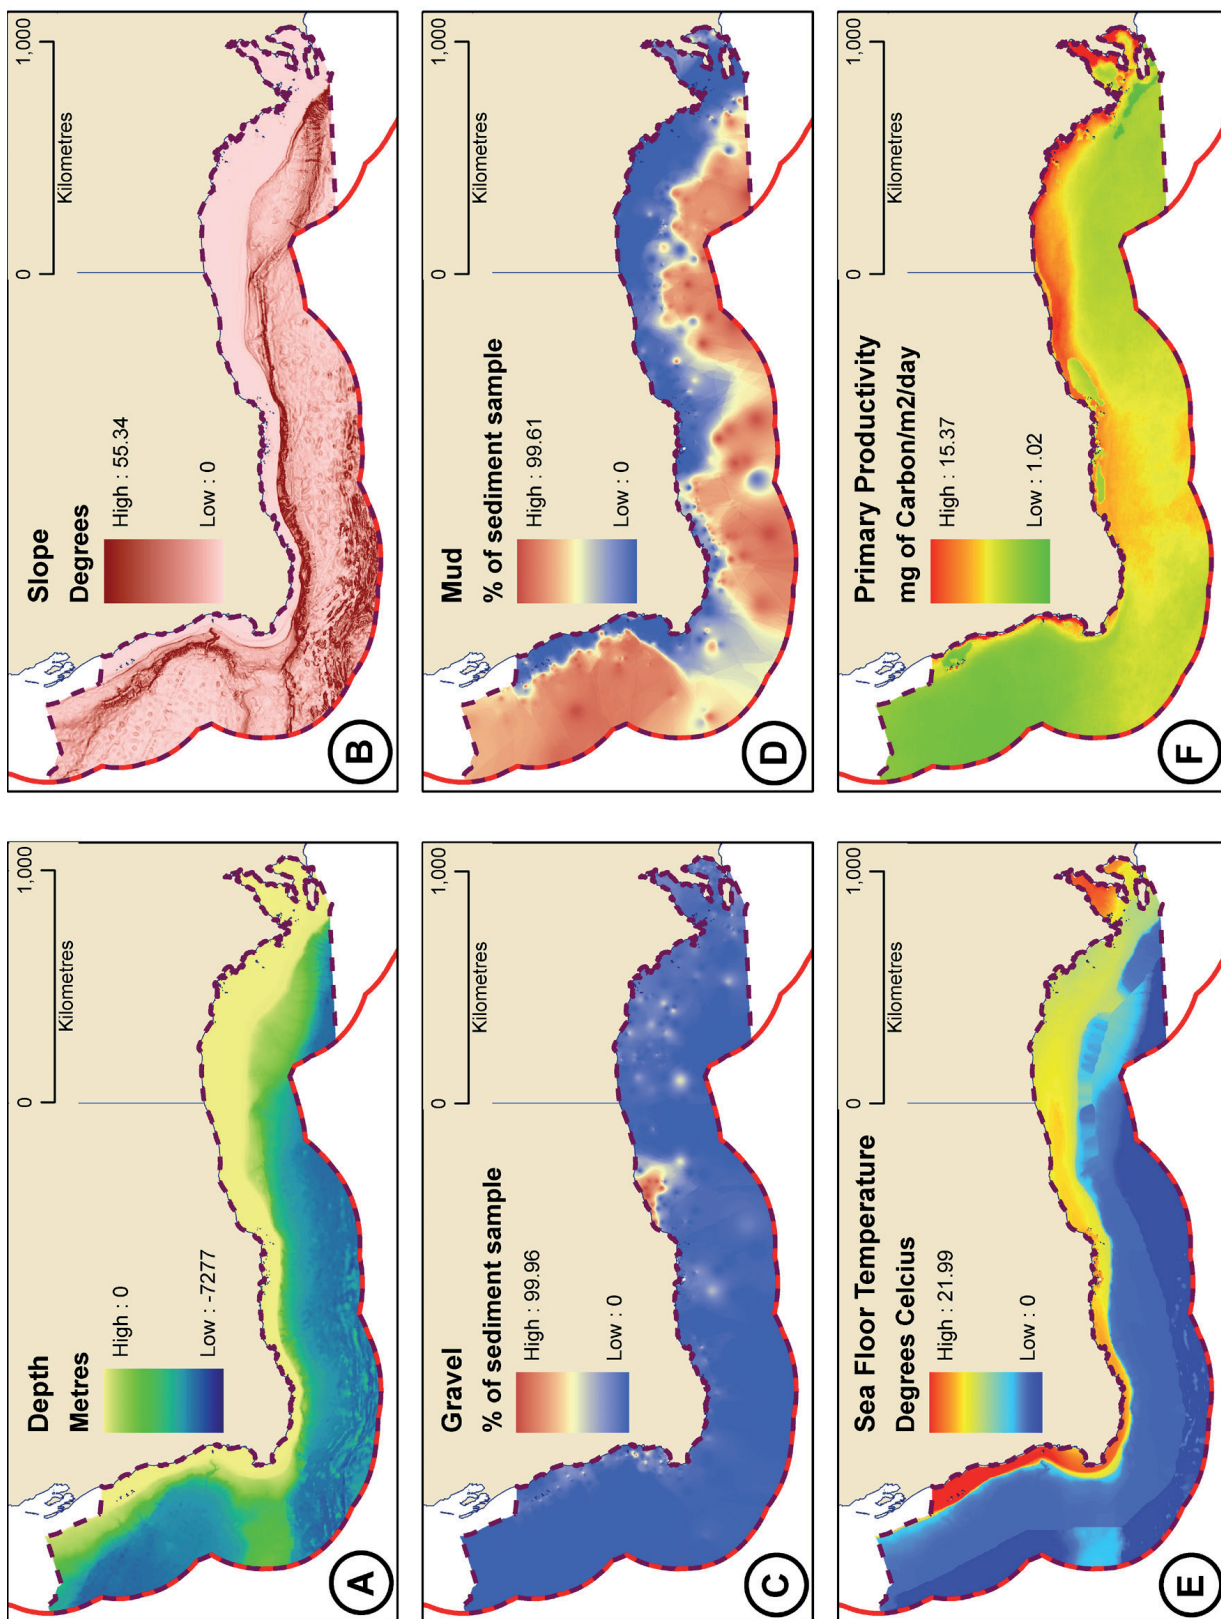 A
Depth
Metres
High : 0
Low : -7277
0
1,000
Kilometres
B
Slope
Degrees
High : 55.34
Low : 0
0
1,000
Kilometres
C
Gravel
% of sediment sample
High : 99.96
Low : 0
0
1,000
Kilometres
D
Mud
% of sediment sample
High : 99.61
Low : 0
0
1,000
Kilometres
E
Sea Floor Temperature
Degrees Celcius
High : 21.99
Low : 0
0
1,000
Kilometres
F
Primary Productivity
mg of Carbon/m2/day
High : 15.37
Low : 1.02
0
1,000
Kilometres